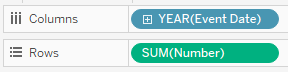 Columns YEAR(Event Date)
Rows SUM(Number)